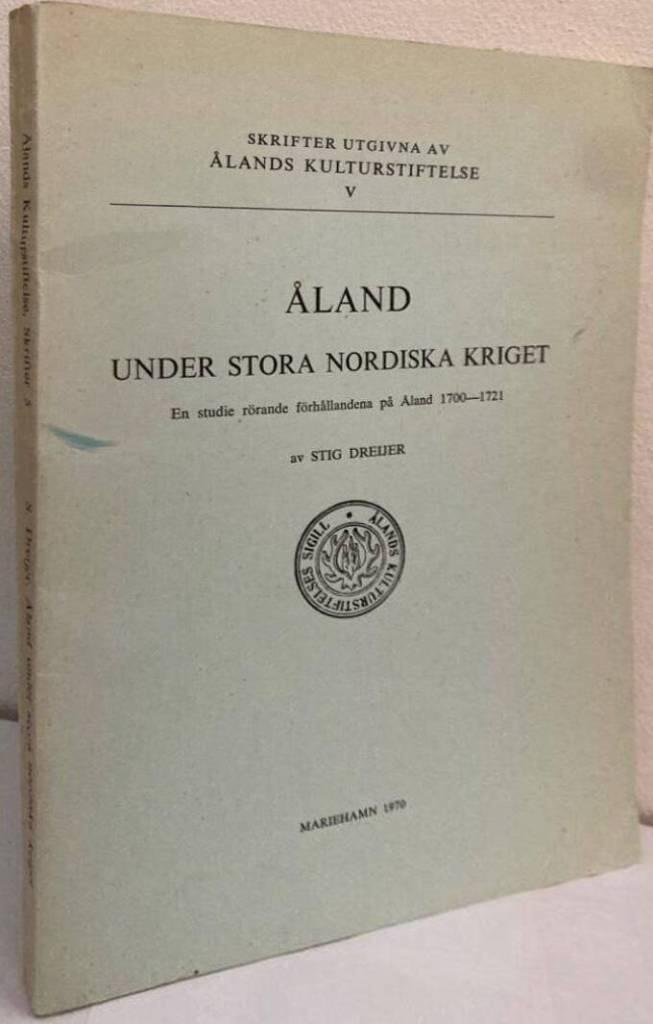 SKRIFTER UTGIVNA AV
ÅLANDS KULTURSTIFTELSE
V
ÅLAND
UNDER STORA NORDISKA KRIGET
En studie rörande förhållandena på Åland 1700—1721
av STIG DREIJER
ÅLANDS KULTURSTIFTELSES SIGILL
MARIEHAMN 1970
Ålands Kulturstiftelse, Skrifter 5
S. Dreijer, Åland under stora nordiska kriget